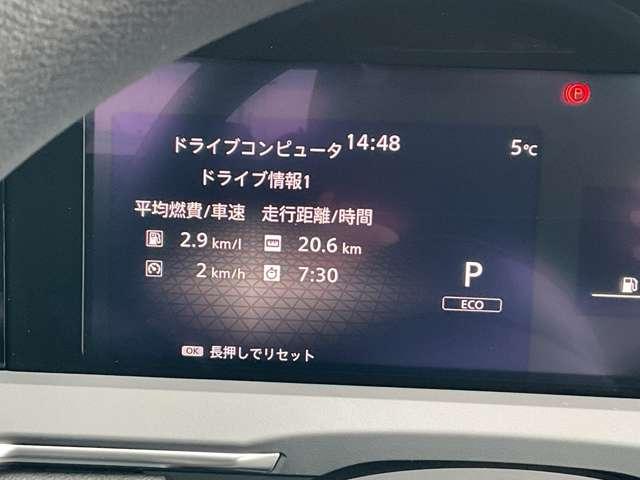 ドライブコンピュータ 14:48 5℃
ドライブ情報1
平均燃費/車速 走行距離/時間
2.9 km/l 20.6 km
2 km/h 7:30
P
ECO
OK 長押しでリセット
P